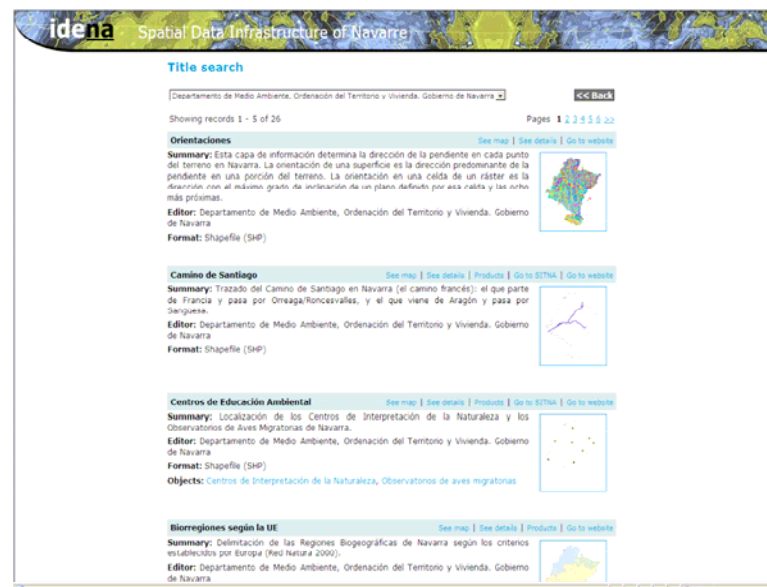 idena Spatial Data Infrastructure of Navarre
Title search
Departamento de Medio Ambiente, Ordenación del Territorio y Vivienda. Gobierno de Navarra
<< Back
Showing records 1 - 5 of 26
Pages 1 2 3 4 5 6 >>
Orientaciones
See map | See details | Go to website
Summary: Esta capa de información determina la dirección de la pendiente en cada punto
del terreno en Navarra. La orientación de una superficie es la dirección predominante de la
pendiente en una porción del terreno. La orientación en una celda de un ráster es la
dirección con el máximo grado de inclinación de un plano definido por esa celda y las ocho
más próximas.
Editor: Departamento de Medio Ambiente, Ordenación del Territorio y Vivienda. Gobierno
de Navarra
Format: Shapefile (SHP)
Camino de Santiago
See map | See details | Products | Go to SITNA | Go to website
Summary: Trazado del Camino de Santiago en Navarra (el camino francés): el que parte
de Francia y pasa por Orreaga/Roncesvalles, y el que viene de Aragón y pasa por
Sangüesa.
Editor: Departamento de Medio Ambiente, Ordenación del Territorio y Vivienda. Gobierno
de Navarra
Format: Shapefile (SHP)
Centros de Educación Ambiental
See map | See details | Products | Go to SITNA | Go to website
Summary: Localización de los Centros de Interpretación de la Naturaleza y los
Observatorios de Aves Migratorias de Navarra.
Editor: Departamento de Medio Ambiente, Ordenación del Territorio y Vivienda. Gobierno
de Navarra
Format: Shapefile (SHP)
Objects: Centros de Interpretación de la Naturaleza, Observatorios de aves migratorias
Biorregiones según la UE
See map | See details | Products | Go to website
Summary: Delimitación de las Regiones Biogeográficas de Navarra según los criterios
establecidos por Europa (Red Natura 2000).
Editor: Departamento de Medio Ambiente, Ordenación del Territorio y Vivienda. Gobierno
de Navarra